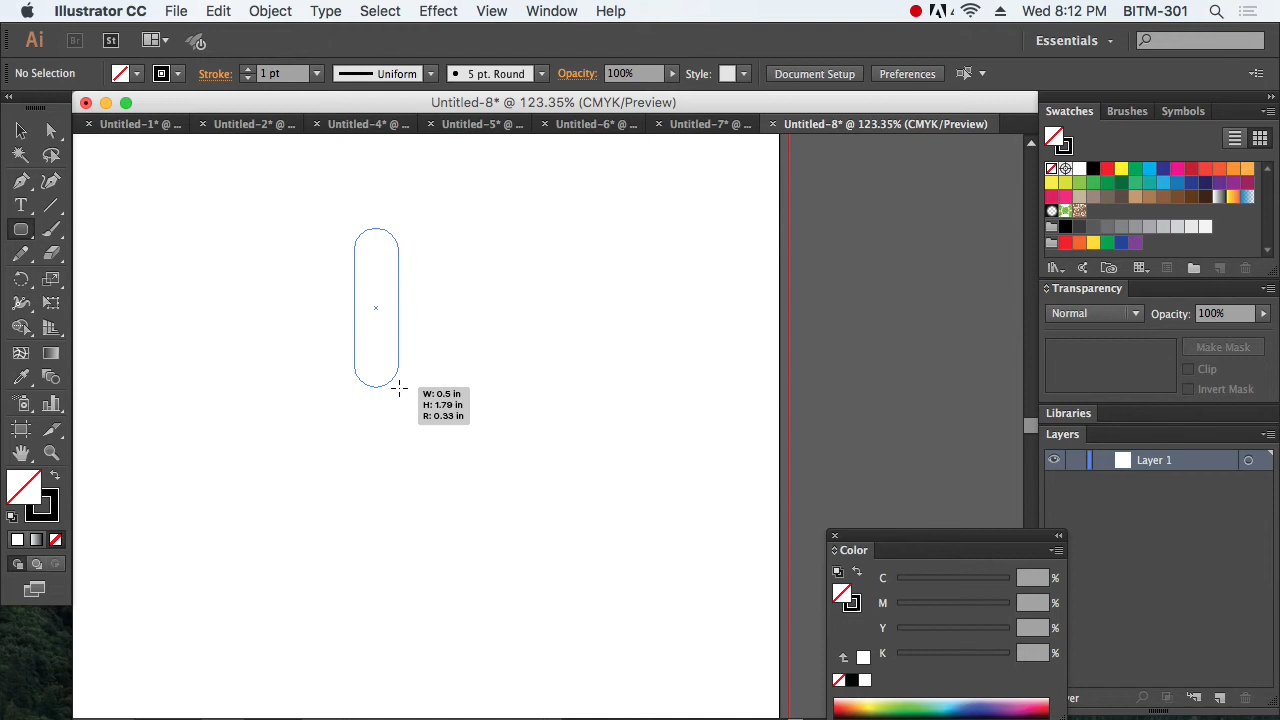 Illustrator CC File Edit Object Type Select Effect View Window Help 4 Wed 8:12 PM BITM-301
Ai Br St Essentials
No Selection Stroke: 1 pt Uniform 5 pt. Round Opacity: 100% Style: Document Setup Preferences
Untitled-8* @ 123.35% (CMYK/Preview)
Untitled-1* @ ... Untitled-2* @ ... Untitled-4* @ ... Untitled-5* @ ... Untitled-6* @ ... Untitled-7* @ ... Untitled-8* @ 123.35% (CMYK/Preview)
Swatches Brushes Symbols
T
W: 0.5 in
H: 1.79 in
R: 0.33 in
Transparency
Normal Opacity: 100%
Make Mask
Clip
Invert Mask
Libraries
Layers
Layer 1
Color
C %
M %
Y %
K %
yer